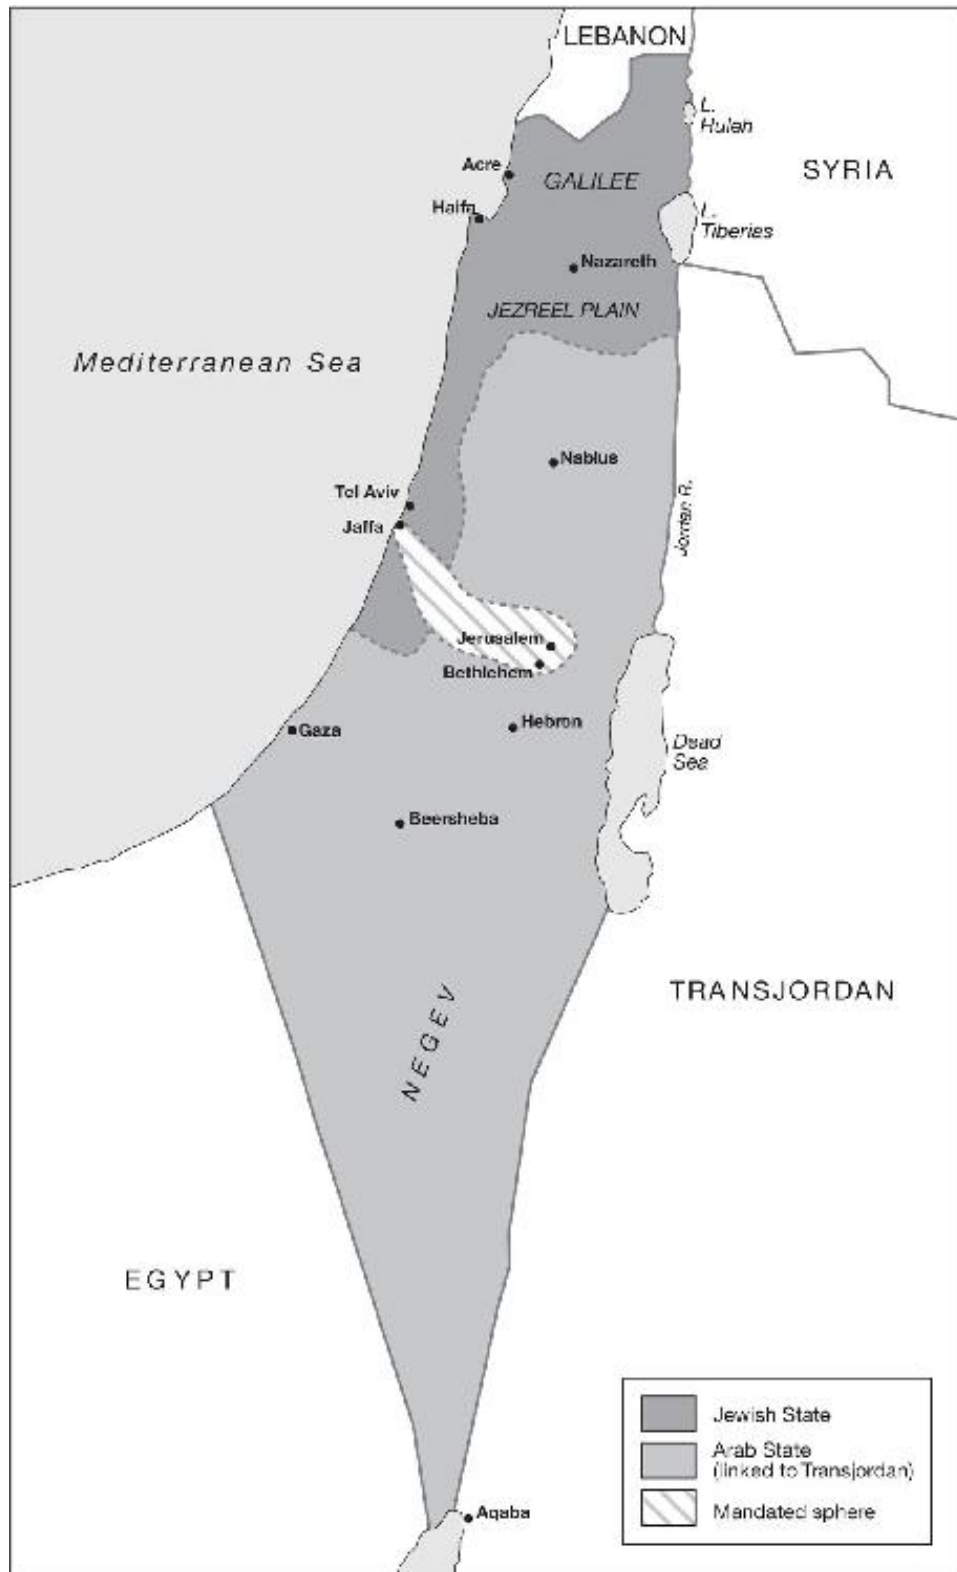 LEBANON
L.
Hulah
SYRIA
Acre
GALILEE
Haifa
L.
Tiberias
Nazareth
JEZREEL PLAIN
Mediterranean Sea
Nablus
Tel Aviv
Jaffa
Jordan R.
Jerusalem
Bethlehem
Gaza
Hebron
Dead
Sea
Beersheba
NEGEV
TRANSJORDAN
EGYPT
Jewish State
Arab State
(linked to Transjordan)
Mandated sphere
Aqaba